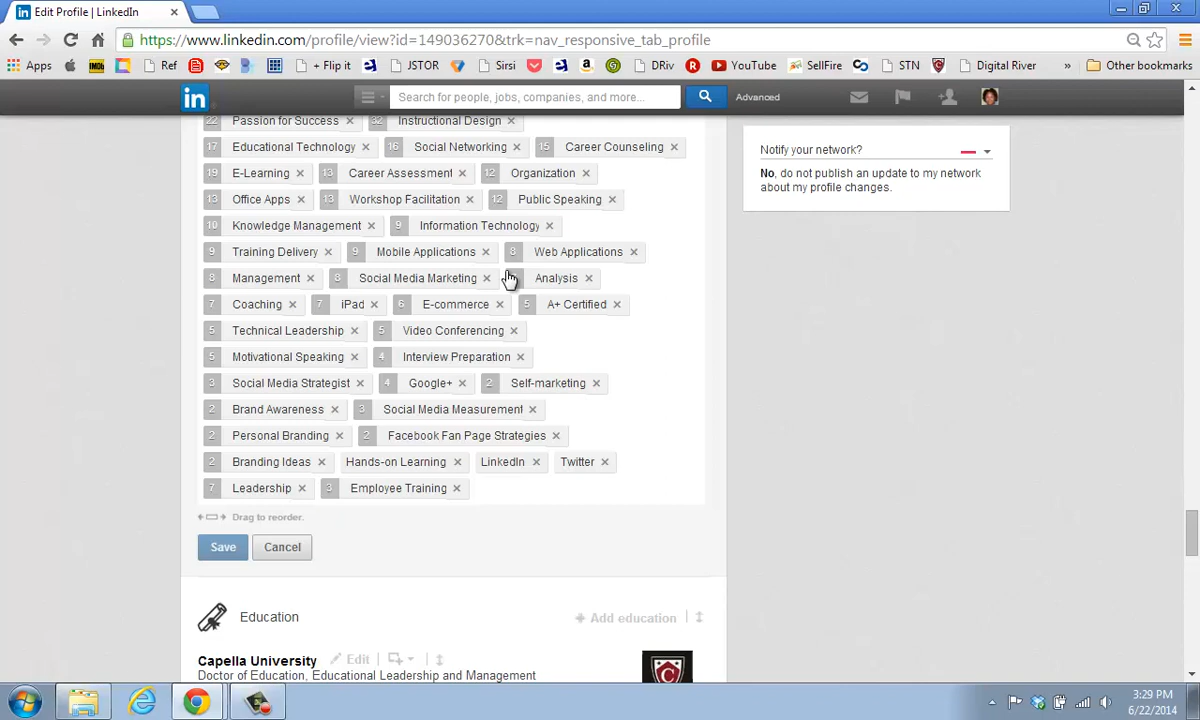 Edit Profile | LinkedIn ×
https://www.linkedin.com/profile/view?id=149036270&trk=nav_responsive_tab_profile
Apps IMDb Ref + Flip it JSTOR Sirsi DRiv YouTube SellFire STN Digital River » Other bookmarks
in Search for people, jobs, companies, and more... Advanced
22 Passion for Success × 32 Instructional Design ×
17 Educational Technology × 16 Social Networking × 15 Career Counseling ×
19 E-Learning × 13 Career Assessment × 12 Organization ×
13 Office Apps × 13 Workshop Facilitation × 12 Public Speaking ×
10 Knowledge Management × 9 Information Technology ×
9 Training Delivery × 9 Mobile Applications × 8 Web Applications ×
8 Management × 8 Social Media Marketing × Analysis ×
7 Coaching × 7 iPad × 6 E-commerce × 5 A+ Certified ×
5 Technical Leadership × 5 Video Conferencing ×
5 Motivational Speaking × 4 Interview Preparation ×
3 Social Media Strategist × 4 Google+ × 2 Self-marketing ×
2 Brand Awareness × 3 Social Media Measurement ×
2 Personal Branding × 2 Facebook Fan Page Strategies ×
2 Branding Ideas × Hands-on Learning × LinkedIn × Twitter ×
7 Leadership × 3 Employee Training ×
Drag to reorder.
Save Cancel
Notify your network?
No, do not publish an update to my network
about my profile changes.
Education + Add education
Capella University Edit
Doctor of Education, Educational Leadership and Management
3:29 PM
6/22/2014